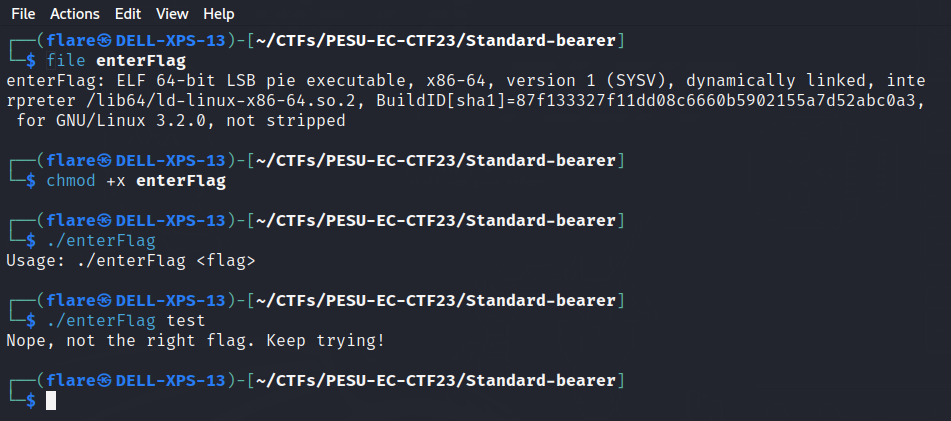 File Actions Edit View Help
┌──(flare㉿DELL-XPS-13)-[~/CTFs/PESU-EC-CTF23/Standard-bearer]
└─$ file enterFlag
enterFlag: ELF 64-bit LSB pie executable, x86-64, version 1 (SYSV), dynamically linked, inte
rpreter /lib64/ld-linux-x86-64.so.2, BuildID[sha1]=87f133327f11dd08c6660b5902155a7d52abc0a3,
 for GNU/Linux 3.2.0, not stripped
┌──(flare㉿DELL-XPS-13)-[~/CTFs/PESU-EC-CTF23/Standard-bearer]
└─$ chmod +x enterFlag
┌──(flare㉿DELL-XPS-13)-[~/CTFs/PESU-EC-CTF23/Standard-bearer]
└─$ ./enterFlag
Usage: ./enterFlag <flag>
┌──(flare㉿DELL-XPS-13)-[~/CTFs/PESU-EC-CTF23/Standard-bearer]
└─$ ./enterFlag test
Nope, not the right flag. Keep trying!
┌──(flare㉿DELL-XPS-13)-[~/CTFs/PESU-EC-CTF23/Standard-bearer]
└─$